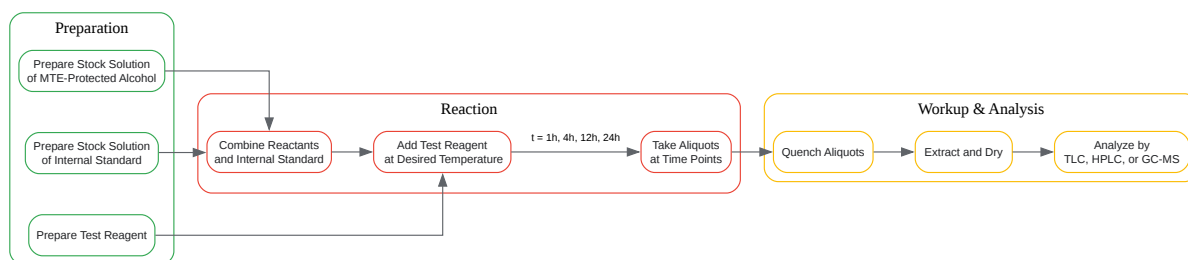 Preparation
Prepare Stock Solution
of MTE-Protected Alcohol
Prepare Stock Solution
of Internal Standard
Prepare Test Reagent
Reaction
Combine Reactants
and Internal Standard
Add Test Reagent
at Desired Temperature
t = 1h, 4h, 12h, 24h
Take Aliquots
at Time Points
Workup & Analysis
Quench Aliquots
Extract and Dry
Analyze by
TLC, HPLC, or GC-MS